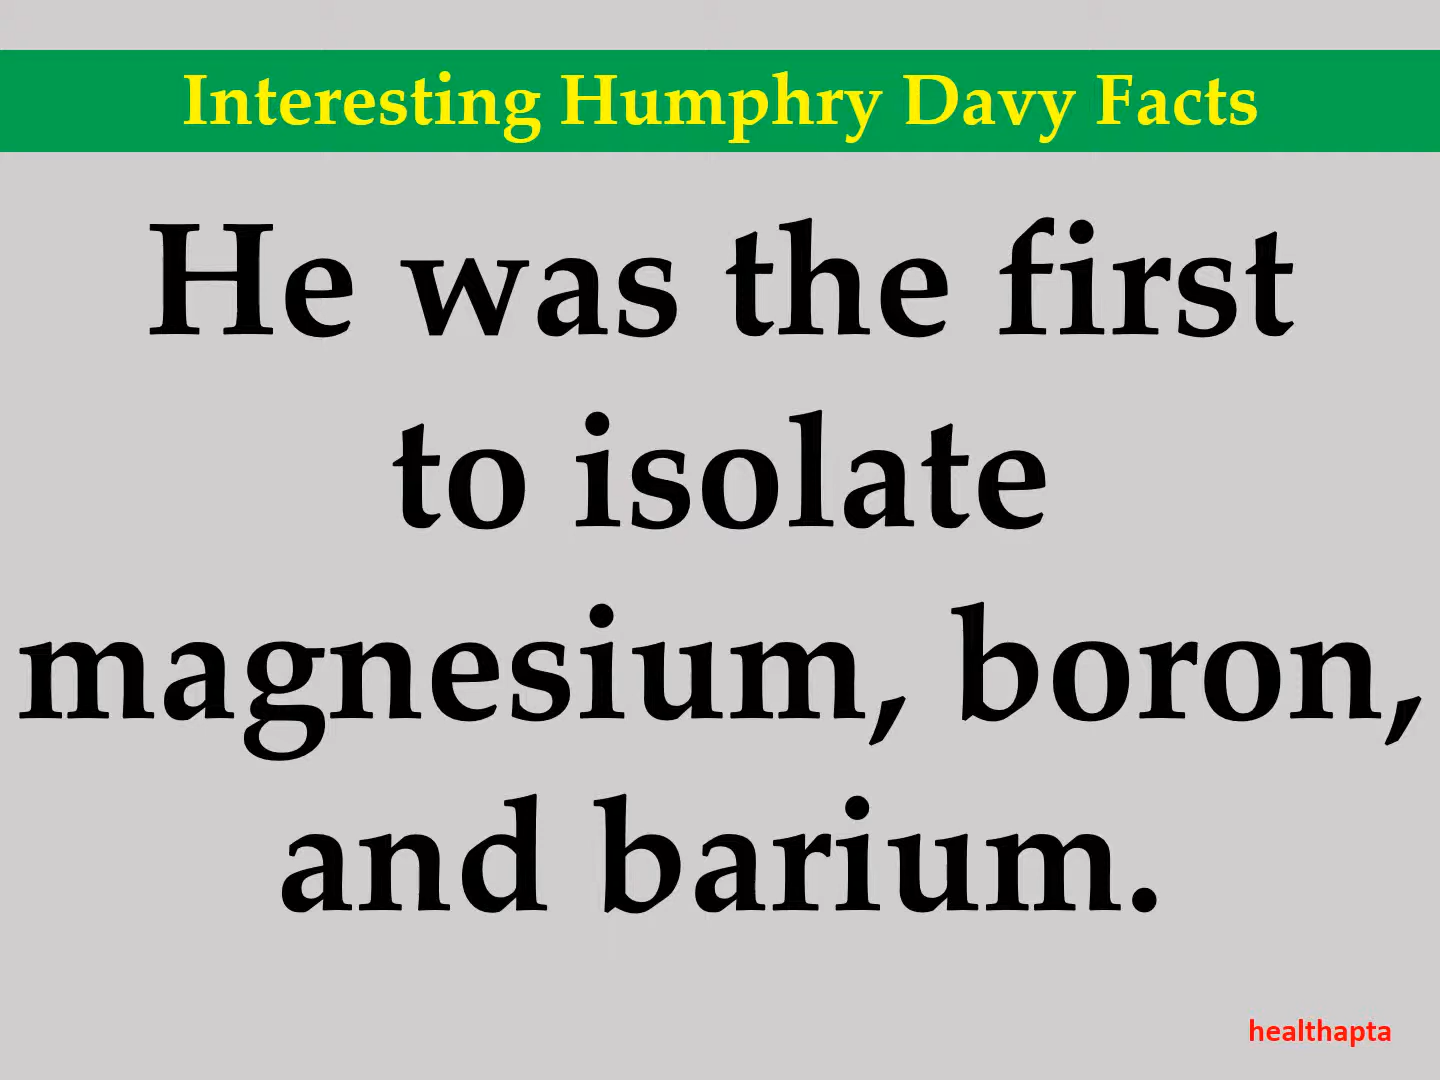 Interesting Humphry Davy Facts
He was the first
to isolate
magnesium, boron,
and barium.
healthapta